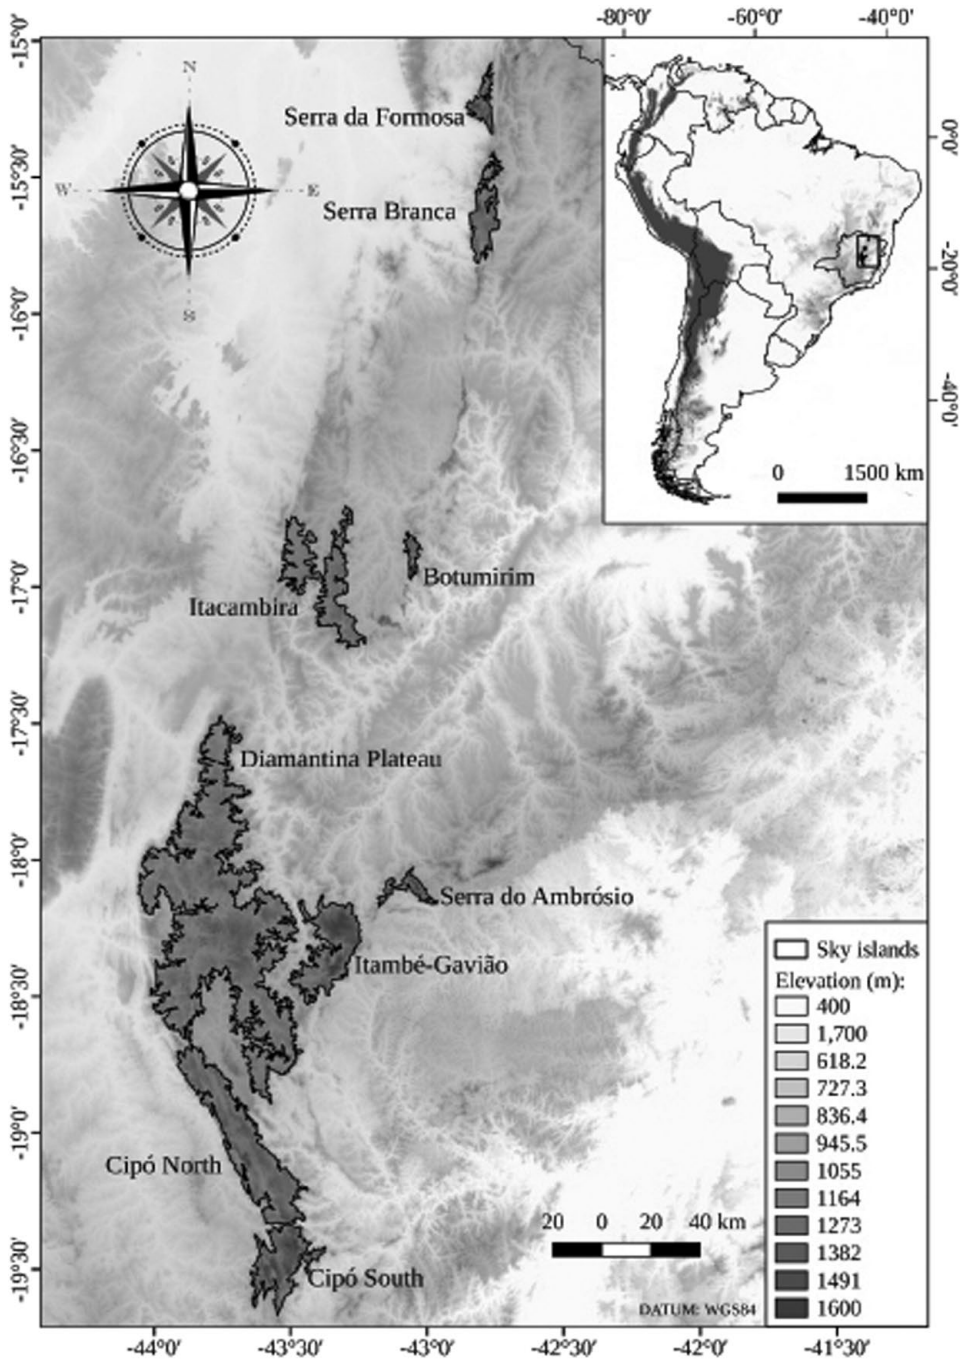 -80°0' -60°0' -40°0'
-15°0'
N
Serra da Formosa
0°0'
-15°30'
W E
Serra Branca
-20°0'
-16°0'
S
-40°0'
-16°30'
0 1500 km
Botumirim
-17°0'
Itacambira
-17°30'
Diamantina Plateau
-18°0'
Serra do Ambrósio
Sky islands
Itambé-Gavião
Elevation (m):
-18°30'
400
1,700
618.2
727.3
836.4
-19°0'
945.5
Cipó North
1055
1164
20 0 20 40 km
1273
1382
-19°30'
Cipó South
1491
DATUM: WGS84
1600
-44°0' -43°30' -43°0' -42°30' -42°0' -41°30'